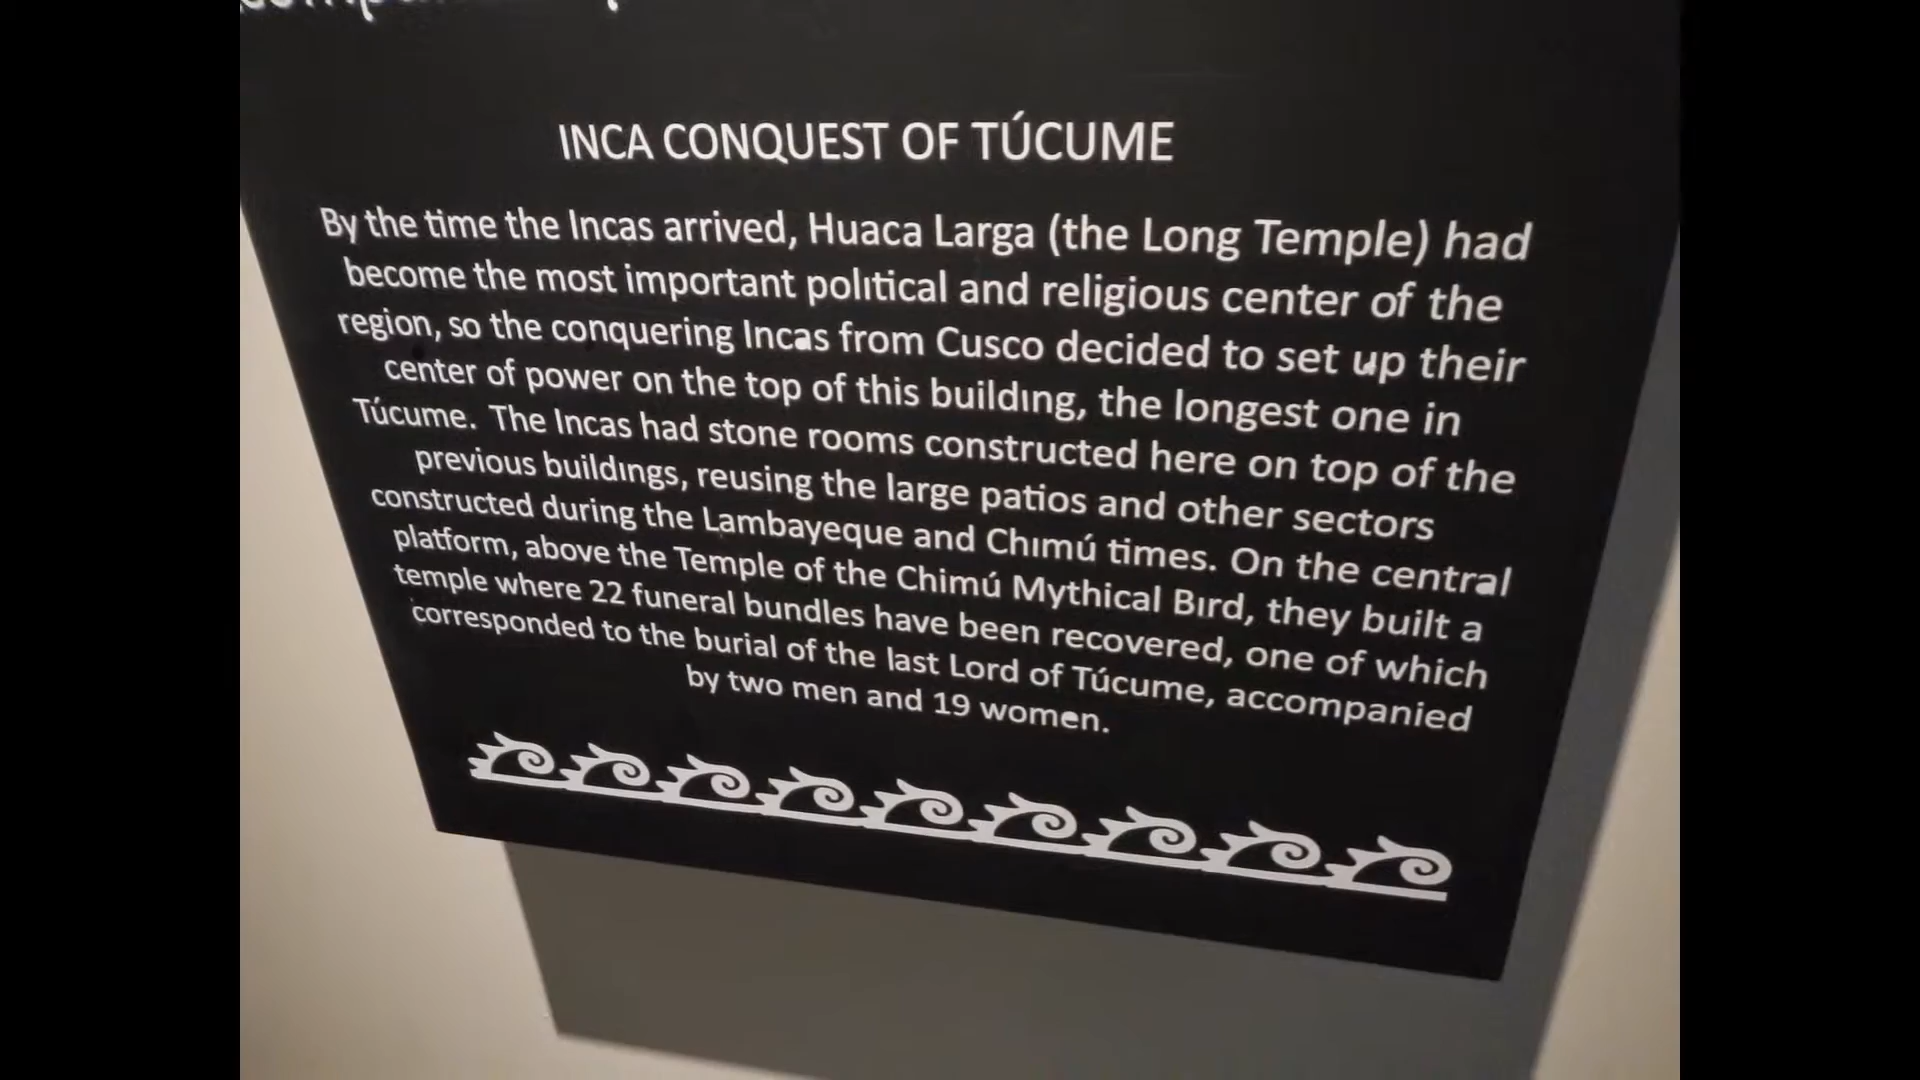 INCA CONQUEST OF TÚCUME
By the time the Incas arrived, Huaca Larga (the Long Temple) had
become the most important political and religious center of the
region, so the conquering Incas from Cusco decided to set up their
center of power on the top of this building, the longest one in
Túcume. The Incas had stone rooms constructed here on top of the
previous buildings, reusing the large patios and other sectors
constructed during the Lambayeque and Chimú times. On the central
platform, above the Temple of the Chimú Mythical Bird, they built a
temple where 22 funeral bundles have been recovered, one of which
corresponded to the burial of the last Lord of Túcume, accompanied
by two men and 19 women.